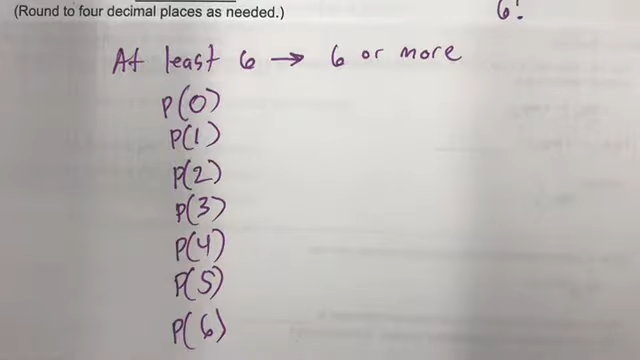 (Round to four decimal places as needed.)
6!
At least 6 → 6 or more
P(0)
P(1)
P(2)
P(3)
P(4)
P(5)
P(6)